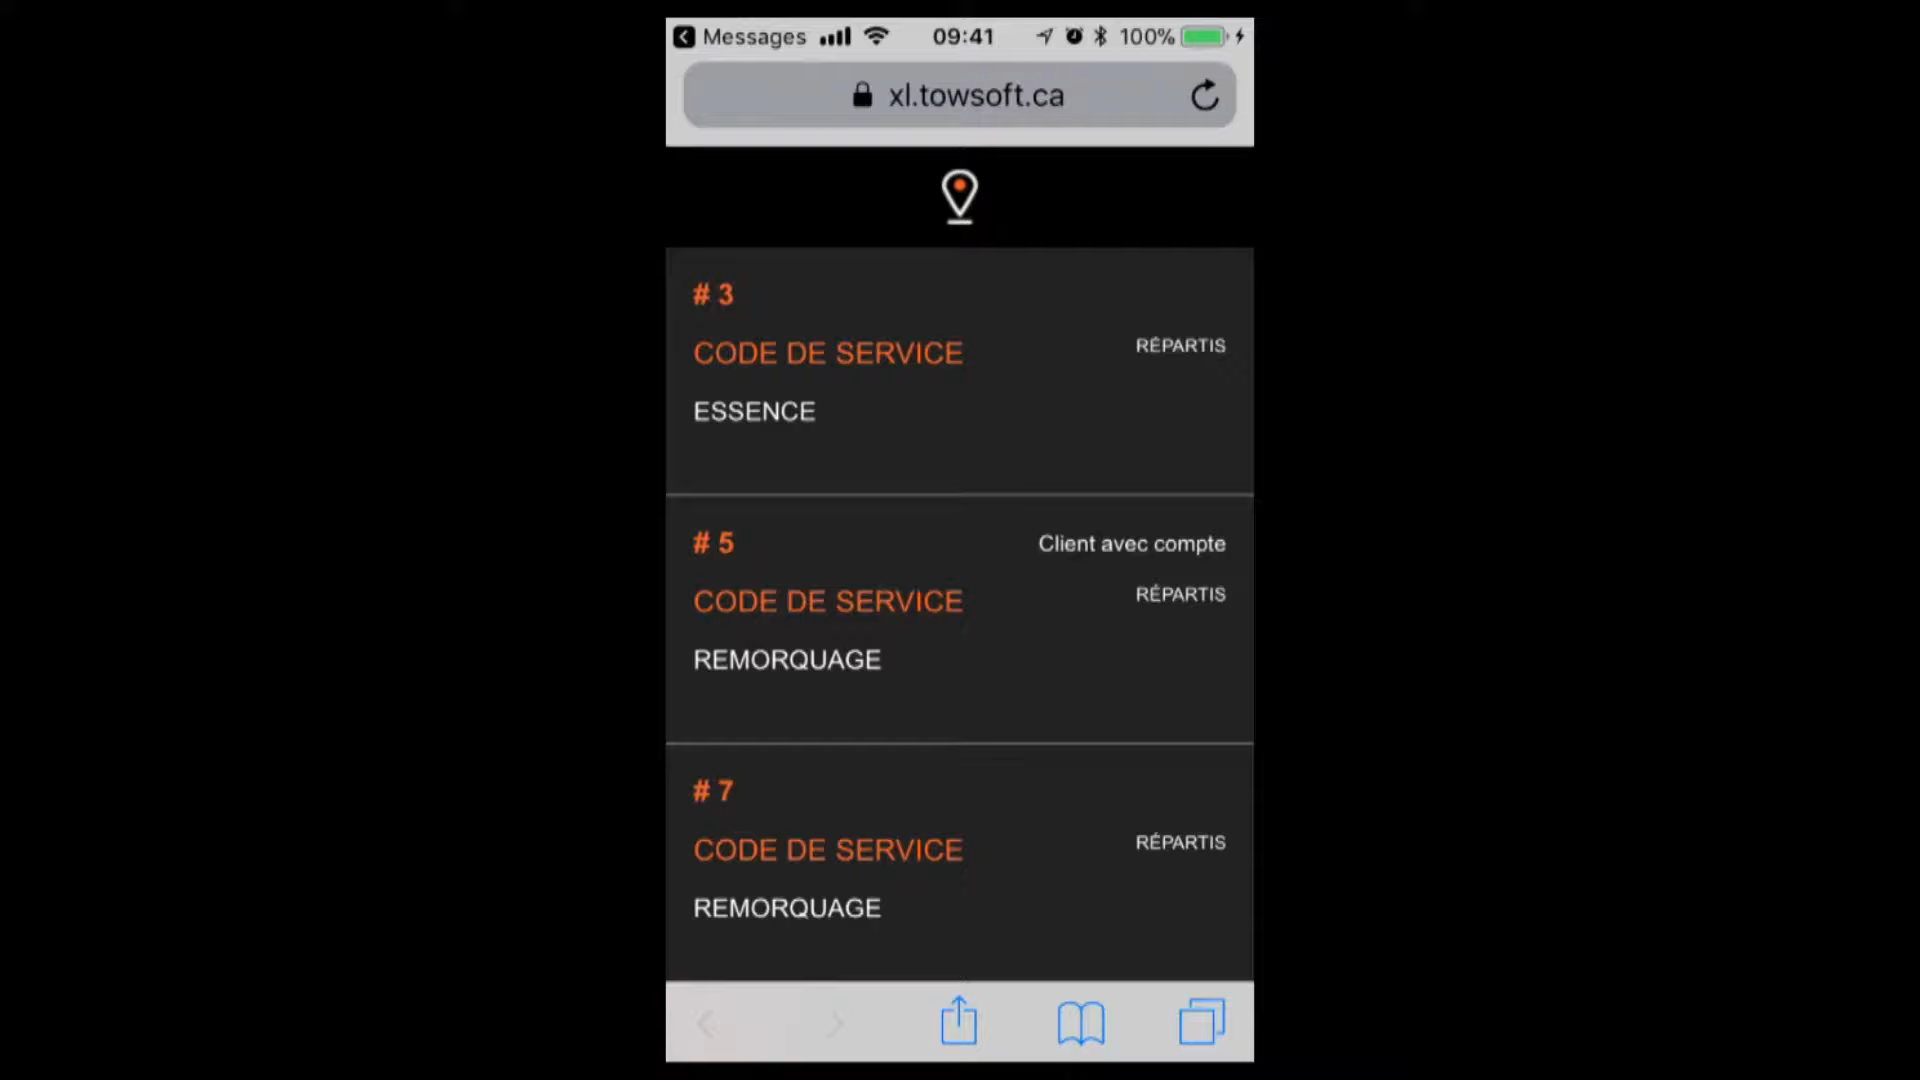 Messages 09:41 100%
xl.towsoft.ca
# 3
CODE DE SERVICE RÉPARTIS
ESSENCE
# 5 Client avec compte
CODE DE SERVICE RÉPARTIS
REMORQUAGE
# 7
CODE DE SERVICE RÉPARTIS
REMORQUAGE